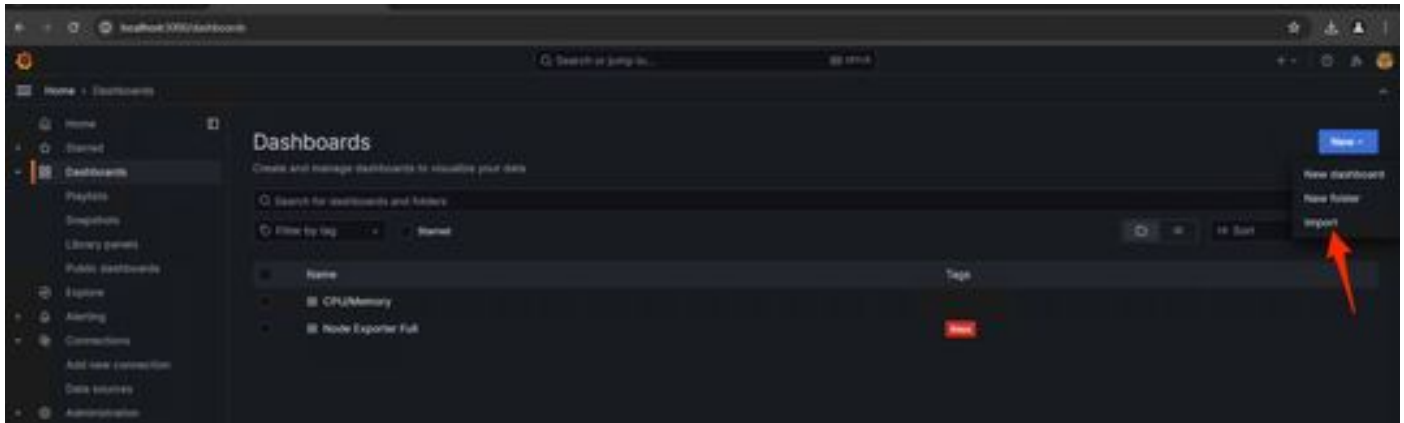 localhost:3000/dashboards
Search or jump to...
Home › Dashboards
Home
Starred
Dashboards
Playlists
Snapshots
Library panels
Public dashboards
Explore
Alerting
Connections
Add new connection
Data sources
Administration
Dashboards
Create and manage dashboards to visualize your data
Search for dashboards and folders
Filter by tag
Starred
Sort
New
New dashboard
New folder
Import
Name
Tags
CPU/Memory
Node Exporter Full